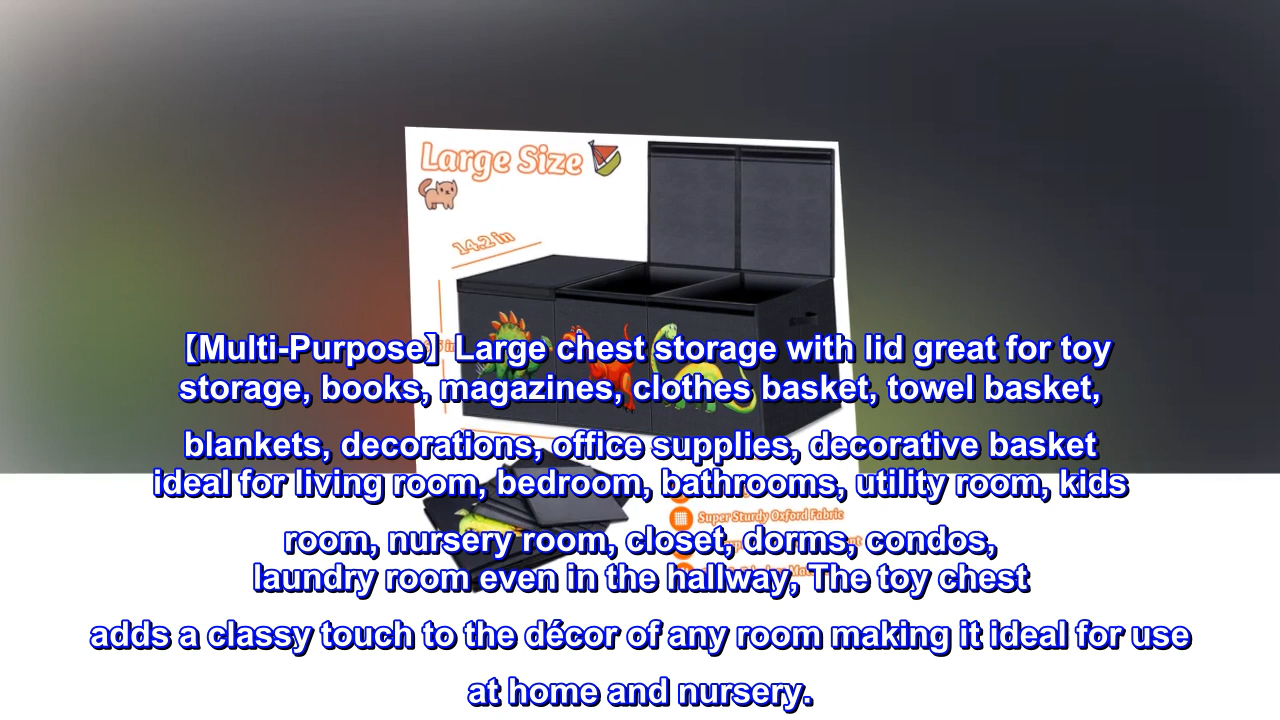 Large Size
14.2 in
【Multi-Purpose】Large chest storage with lid great for toy
storage, books, magazines, clothes basket, towel basket,
blankets, decorations, office supplies, decorative basket
ideal for living room, bedroom, bathrooms, utility room, kids
Super Sturdy Oxford Fabric
room, nursery room, closet, dorms, condos,
laundry room even in the hallway, The toy chest
adds a classy touch to the décor of any room making it ideal for use
at home and nursery.